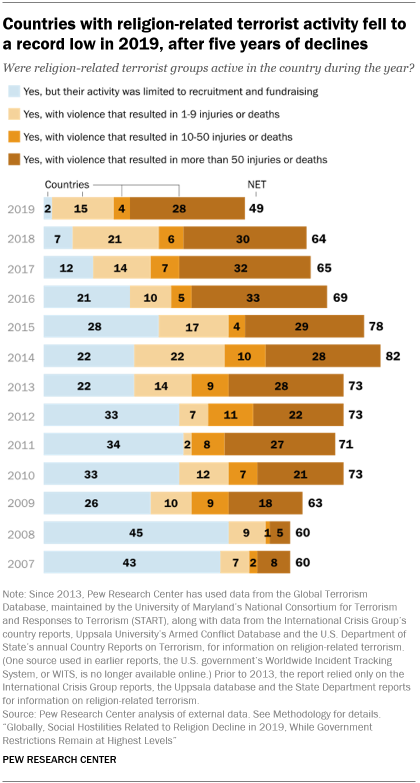 Countries with religion-related terrorist activity fell to
a record low in 2019, after five years of declines
Were religion-related terrorist groups active in the country during the year?
Yes, but their activity was limited to recruitment and fundraising
Yes, with violence that resulted in 1-9 injuries or deaths
Yes, with violence that resulted in 10-50 injuries or deaths
Yes, with violence that resulted in more than 50 injuries or deaths
Countries NET
2019 2 15 4 28 49
2018 7 21 6 30 64
2017 12 14 7 32 65
2016 21 10 5 33 69
2015 28 17 4 29 78
2014 22 22 10 28 82
2013 22 14 9 28 73
2012 33 7 11 22 73
2011 34 2 8 27 71
2010 33 12 7 21 73
2009 26 10 9 18 63
2008 45 9 1 5 60
2007 43 7 2 8 60
Note: Since 2013, Pew Research Center has used data from the Global Terrorism
Database, maintained by the University of Maryland's National Consortium for Terrorism
and Responses to Terrorism (START), along with data from the International Crisis Group's
country reports, Uppsala University's Armed Conflict Database and the U.S. Department of
State's annual Country Reports on Terrorism, for information on religion-related terrorism.
(One source used in earlier reports, the U.S. government's Worldwide Incident Tracking
System, or WITS, is no longer available online.) Prior to 2013, the report relied only on the
International Crisis Group reports, the Uppsala database and the State Department reports
for information on religion-related terrorism.
Source: Pew Research Center analysis of external data. See Methodology for details.
"Globally, Social Hostilities Related to Religion Decline in 2019, While Government
Restrictions Remain at Highest Levels"
PEW RESEARCH CENTER